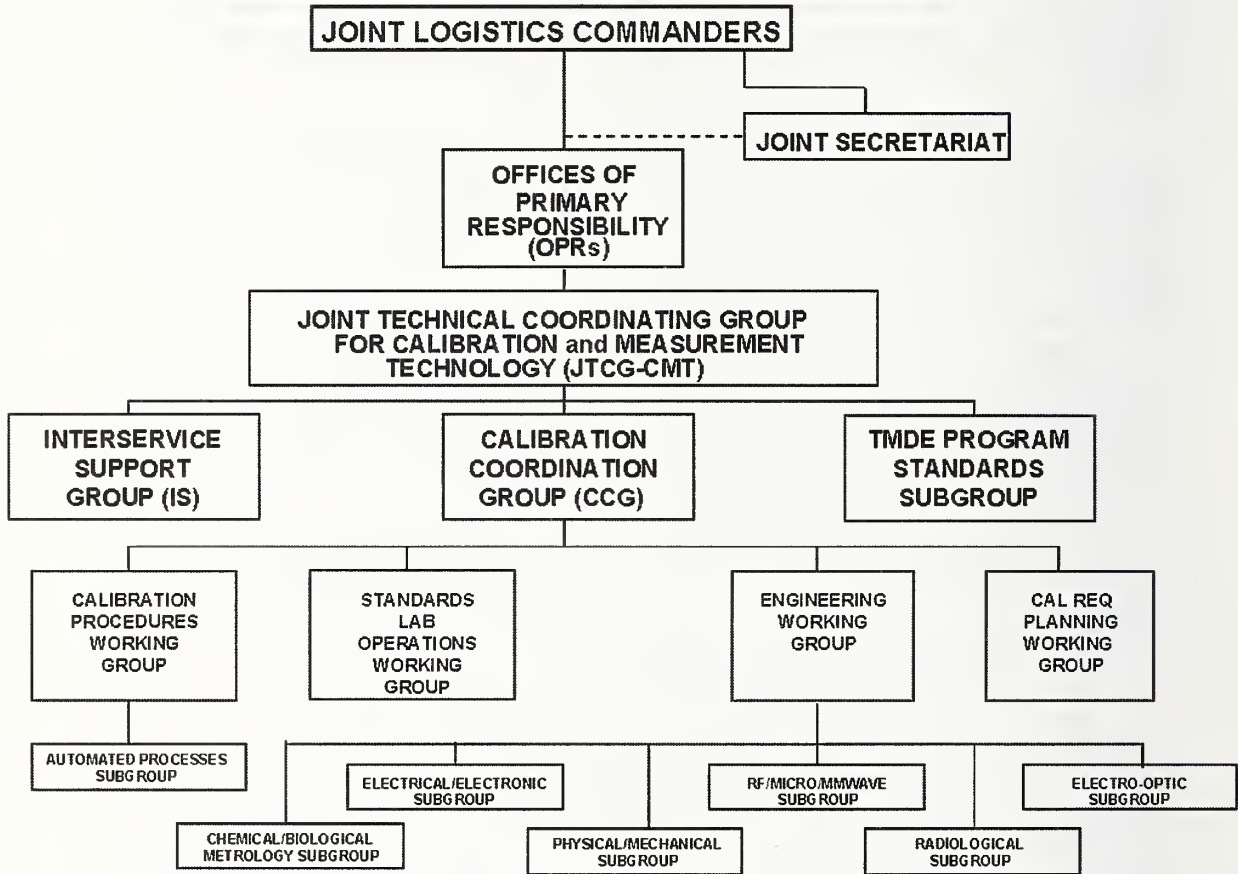 JOINT LOGISTICS COMMANDERS
JOINT SECRETARIAT
OFFICES OF
PRIMARY
RESPONSIBILITY
(OPRs)
JOINT TECHNICAL COORDINATING GROUP
FOR CALIBRATION and MEASUREMENT
TECHNOLOGY (JTCG-CMT)
INTERSERVICE
SUPPORT
GROUP (IS)
CALIBRATION
COORDINATION
GROUP (CCG)
TMDE PROGRAM
STANDARDS
SUBGROUP
CALIBRATION
PROCEDURES
WORKING
GROUP
STANDARDS
LAB
OPERATIONS
WORKING
GROUP
ENGINEERING
WORKING
GROUP
CAL REQ
PLANNING
WORKING
GROUP
AUTOMATED PROCESSES
SUBGROUP
ELECTRICAL/ELECTRONIC
SUBGROUP
RF/MICRO/MMWAVE
SUBGROUP
ELECTRO-OPTIC
SUBGROUP
CHEMICAL/BIOLOGICAL
METROLOGY SUBGROUP
PHYSICAL/MECHANICAL
SUBGROUP
RADIOLOGICAL
SUBGROUP